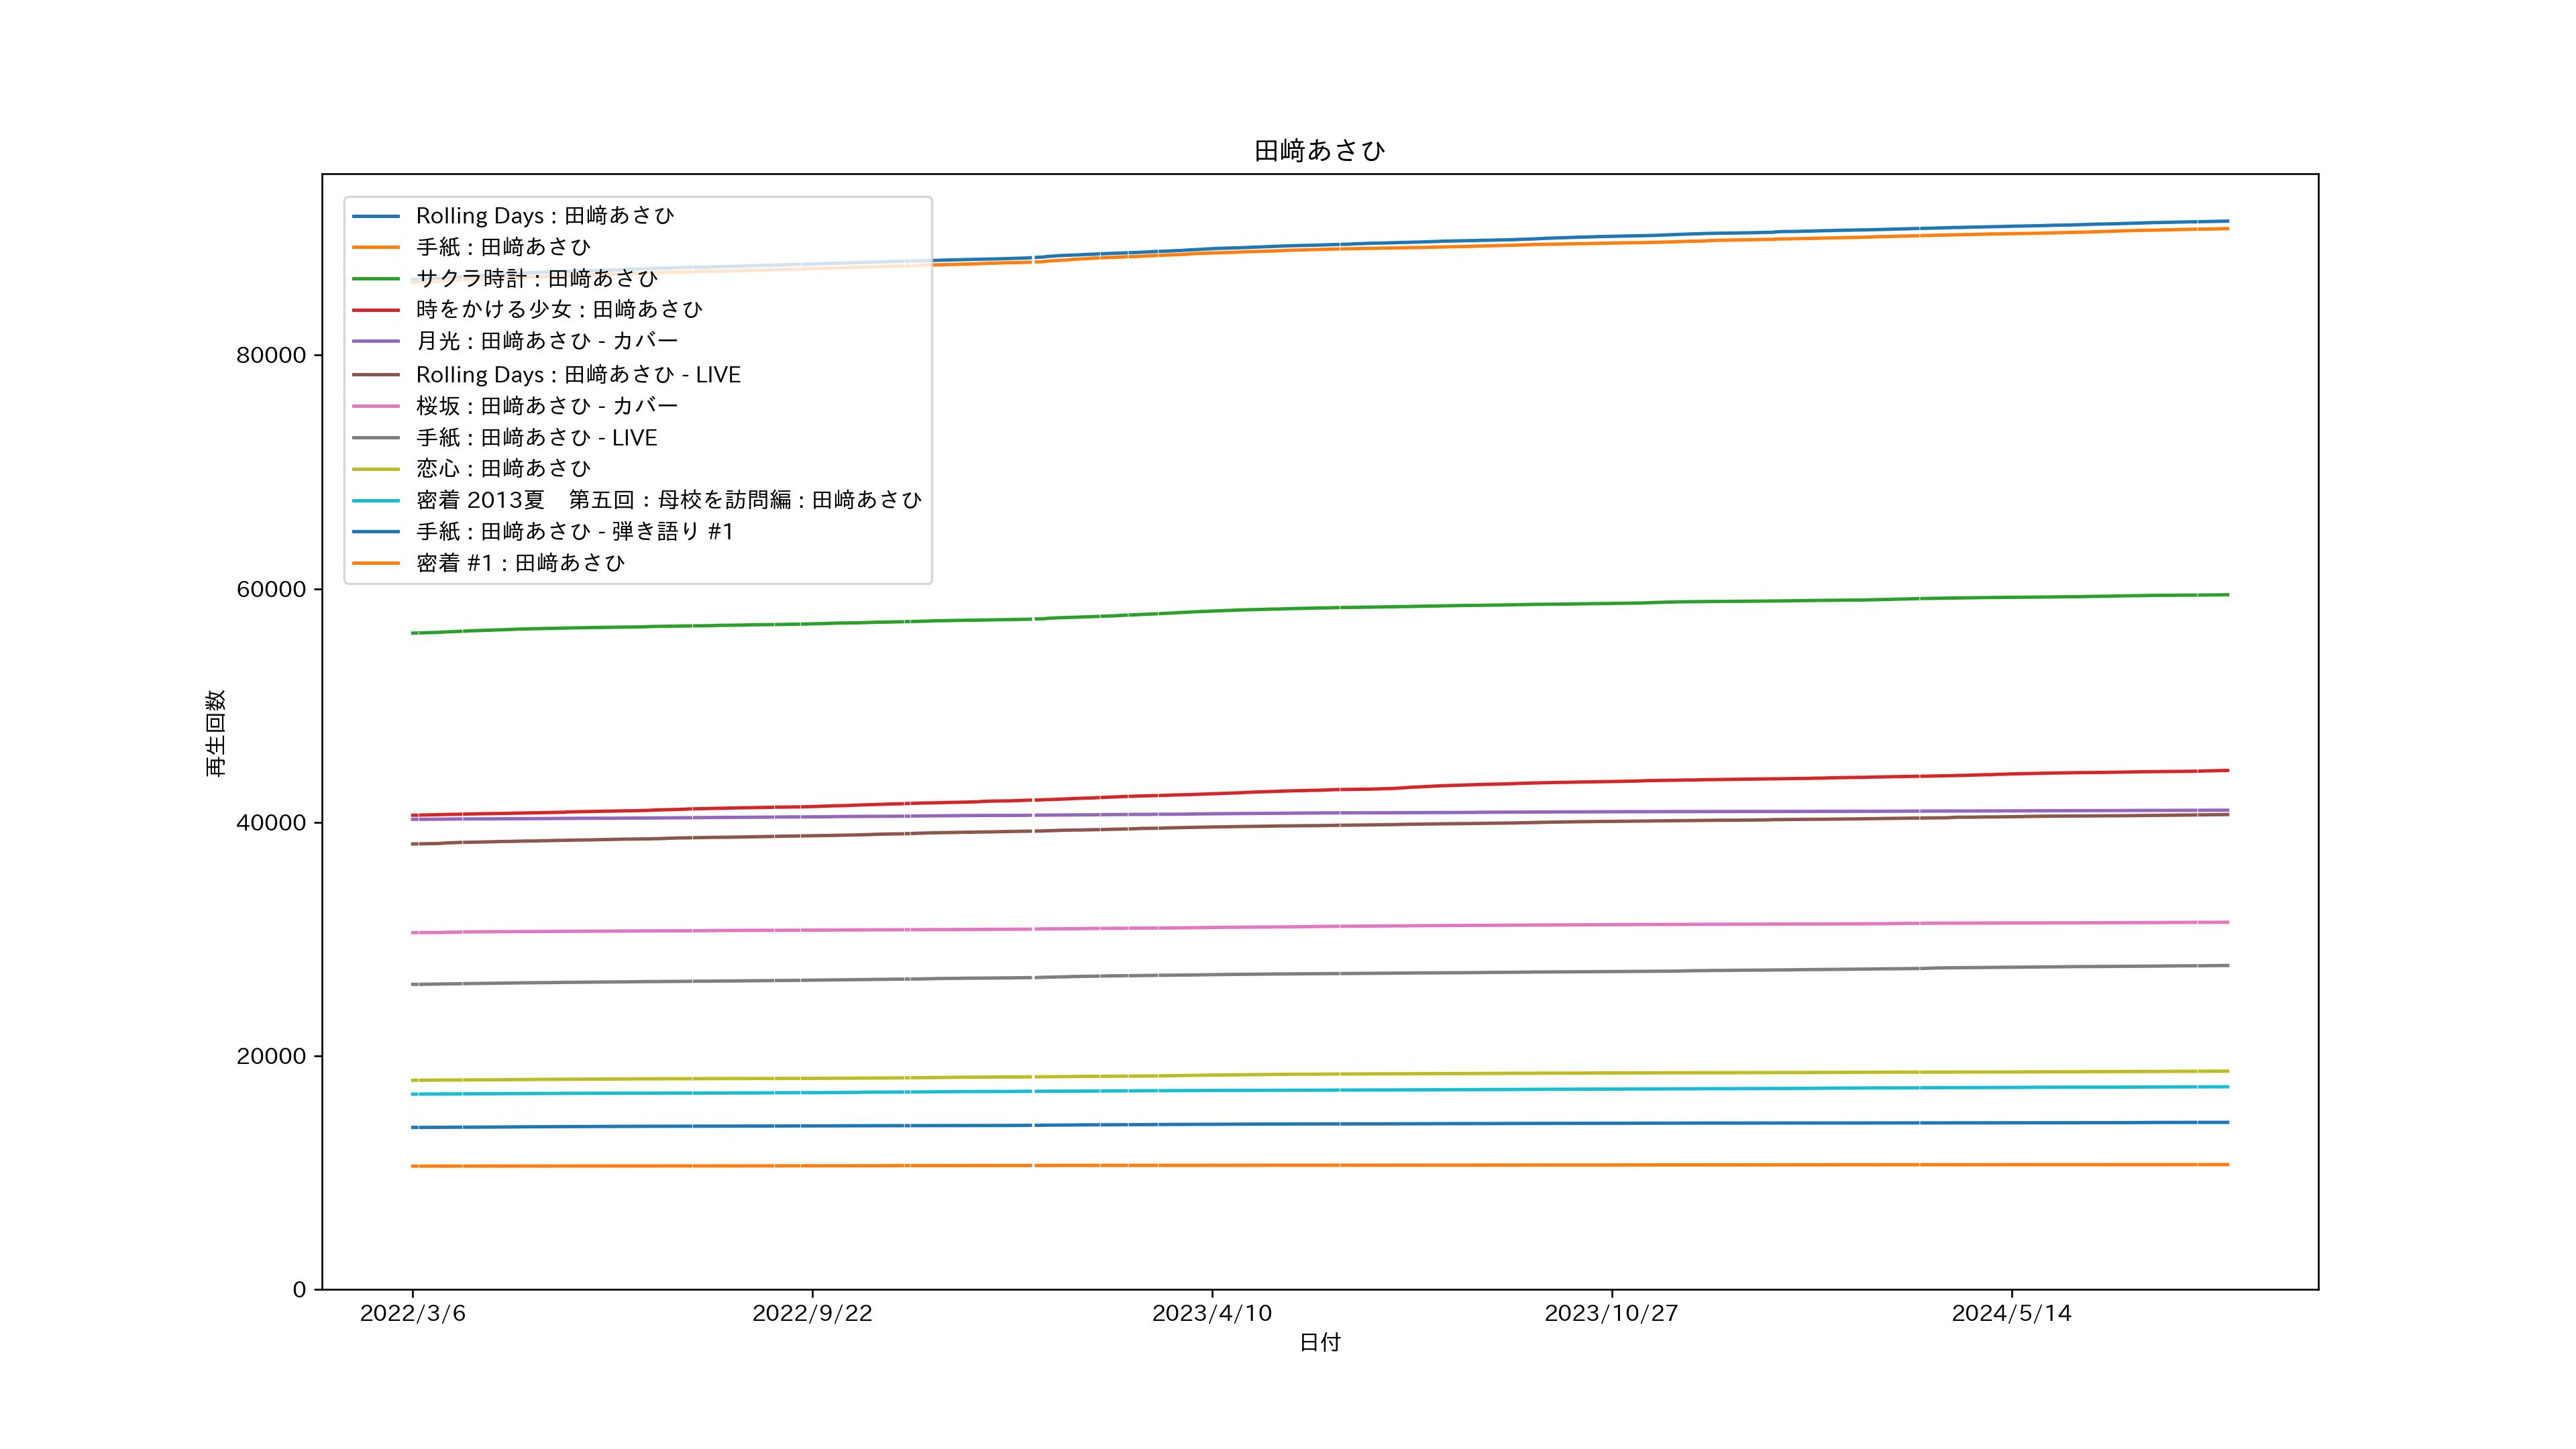 田﨑あさひ
Rolling Days : 田﨑あさひ
手紙 : 田﨑あさひ
サクラ時計 : 田﨑あさひ
時をかける少女 : 田﨑あさひ
月光 : 田﨑あさひ - カバー
Rolling Days : 田﨑あさひ - LIVE
桜坂 : 田﨑あさひ - カバー
手紙 : 田﨑あさひ - LIVE
恋心 : 田﨑あさひ
密着 2013夏　第五回：母校を訪問編 : 田﨑あさひ
手紙 : 田﨑あさひ - 弾き語り #1
密着 #1 : 田﨑あさひ
80000
60000
40000
20000
0
再生回数
2022/3/6
2022/9/22
2023/4/10
2023/10/27
2024/5/14
日付